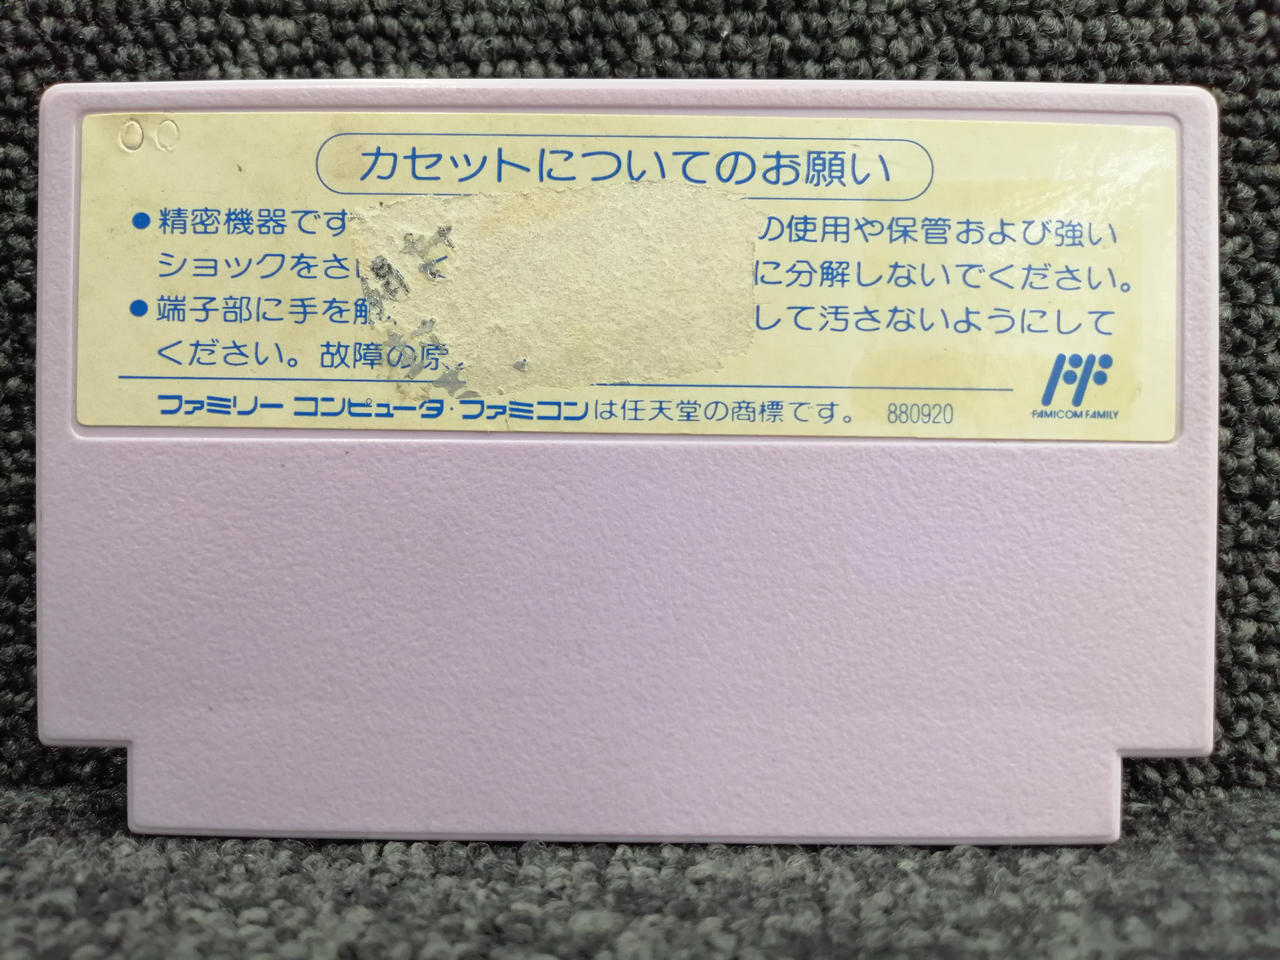 カセットについてのお願い
●精密機器です の使用や保管および強い
ショックをさ に分解しないでください。
●端子部に手を触 して汚さないようにして
ください。故障の原
ファミリーコンピュータ・ファミコンは任天堂の商標です。 880920
FAMICOM FAMILY